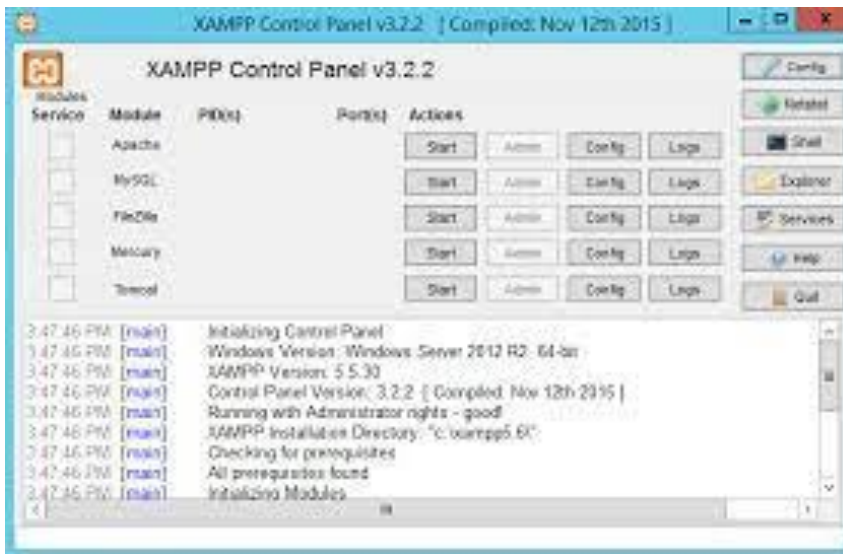 XAMPP Control Panel v3.2.2 [ Compiled: Nov 12th 2015 ]
XAMPP Control Panel v3.2.2
Config
Modules
Service Module PID(s) Port(s) Actions
Netstat
Apache Start Admin Config Logs
Shell
MySQL Start Admin Config Logs
Explorer
FileZilla Start Admin Config Logs
Services
Mercury Start Admin Config Logs
Help
Tomcat Start Admin Config Logs
Quit
3:47:46 PM [main] Initializing Control Panel
3:47:46 PM [main] Windows Version: Windows Server 2012 R2 64-bit
3:47:46 PM [main] XAMPP Version: 5.5.30
3:47:46 PM [main] Control Panel Version: 3.2.2 [ Compiled: Nov 12th 2015 ]
3:47:46 PM [main] Running with Administrator rights - good!
3:47:46 PM [main] XAMPP Installation Directory: "c:\xampp5.6\"
3:47:46 PM [main] Checking for prerequisites
3:47:46 PM [main] All prerequisites found
3:47:46 PM [main] Initializing Modules